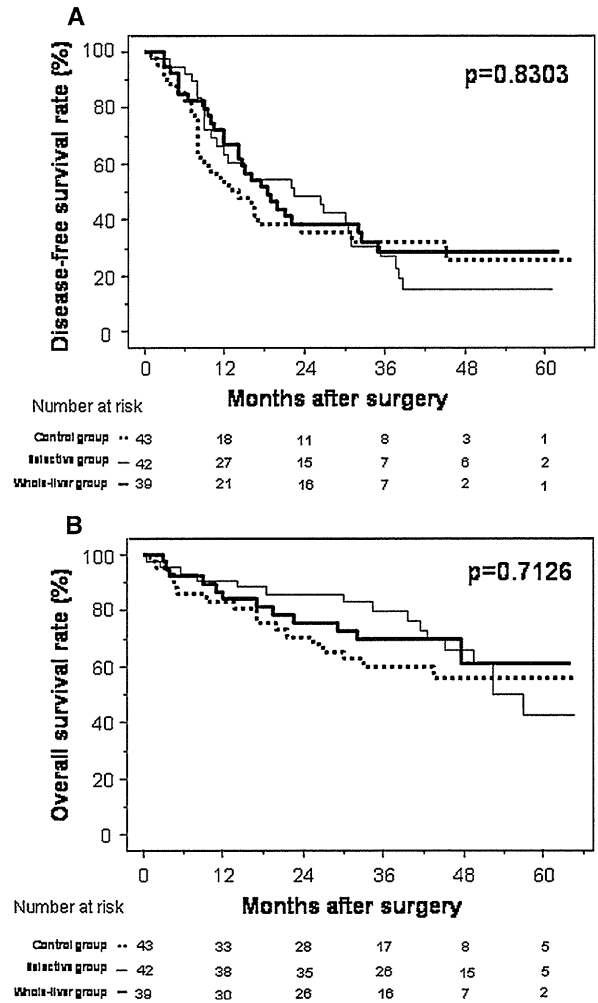 A
Disease-free survival rate (%)
100
80
60
40
20
0
p=0.8303
0 12 24 36 48 60
Months after surgery
Number at risk
Control group 43 18 11 8 3 1
Selective group 42 27 15 7 6 2
Whole-liver group 39 21 16 7 2 1
B
Overall survival rate (%)
100
80
60
40
20
0
p=0.7126
0 12 24 36 48 60
Months after surgery
Number at risk
Control group 43 33 28 17 8 5
Selective group 42 38 35 26 15 5
Whole-liver group 39 30 26 16 7 2